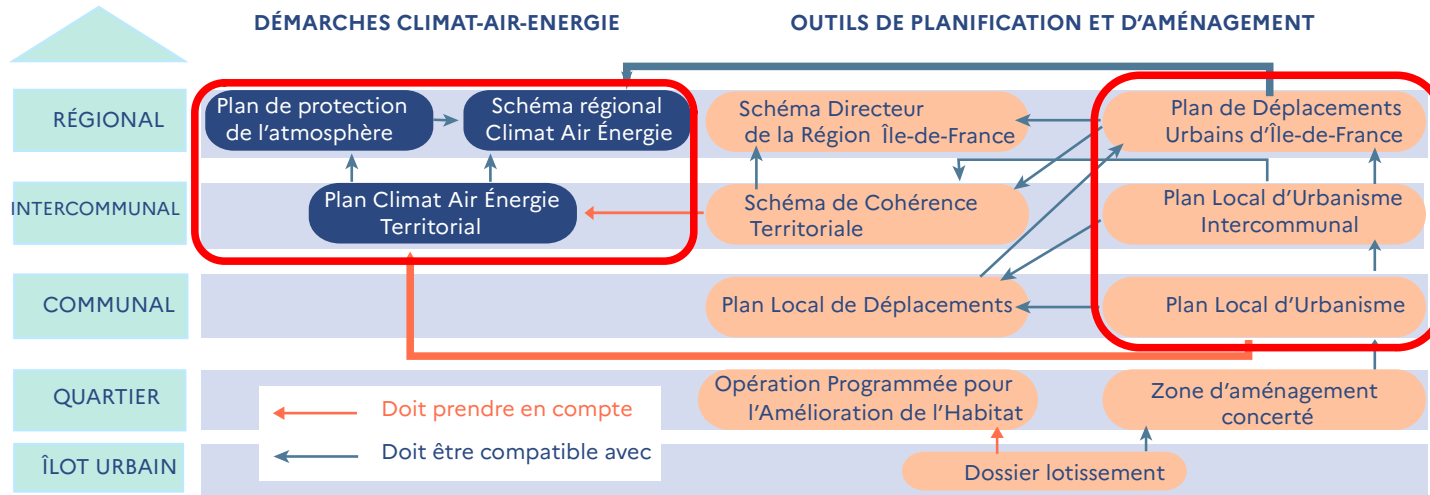 DÉMARCHES CLIMAT-AIR-ENERGIE
OUTILS DE PLANIFICATION ET D'AMÉNAGEMENT
RÉGIONAL
Plan de protection
de l'atmosphère
Schéma régional
Climat Air Énergie
Schéma Directeur
de la Région Île-de-France
Plan de Déplacements
Urbains d'Île-de-France
INTERCOMMUNAL
Plan Climat Air Énergie
Territorial
Schéma de Cohérence
Territoriale
Plan Local d'Urbanisme
Intercommunal
COMMUNAL
Plan Local de Déplacements
Plan Local d'Urbanisme
QUARTIER
Doit prendre en compte
Doit être compatible avec
Opération Programmée pour
l'Amélioration de l'Habitat
Zone d'aménagement
concerté
ÎLOT URBAIN
Dossier lotissement